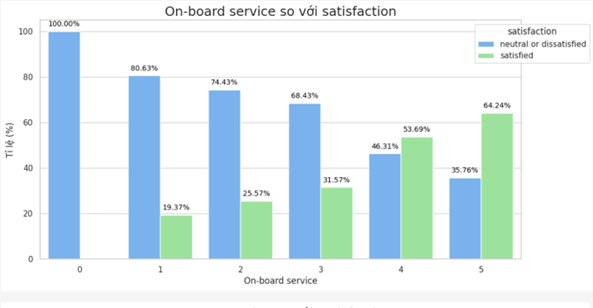 On-board service so với satisfaction
satisfaction
neutral or dissatisfied
satisfied
Tỉ lệ (%)
100
80
60
40
20
0
100.00%
80.63%
19.37%
74.43%
25.57%
68.43%
31.57%
46.31%
53.69%
35.76%
64.24%
0 1 2 3 4 5
On-board service